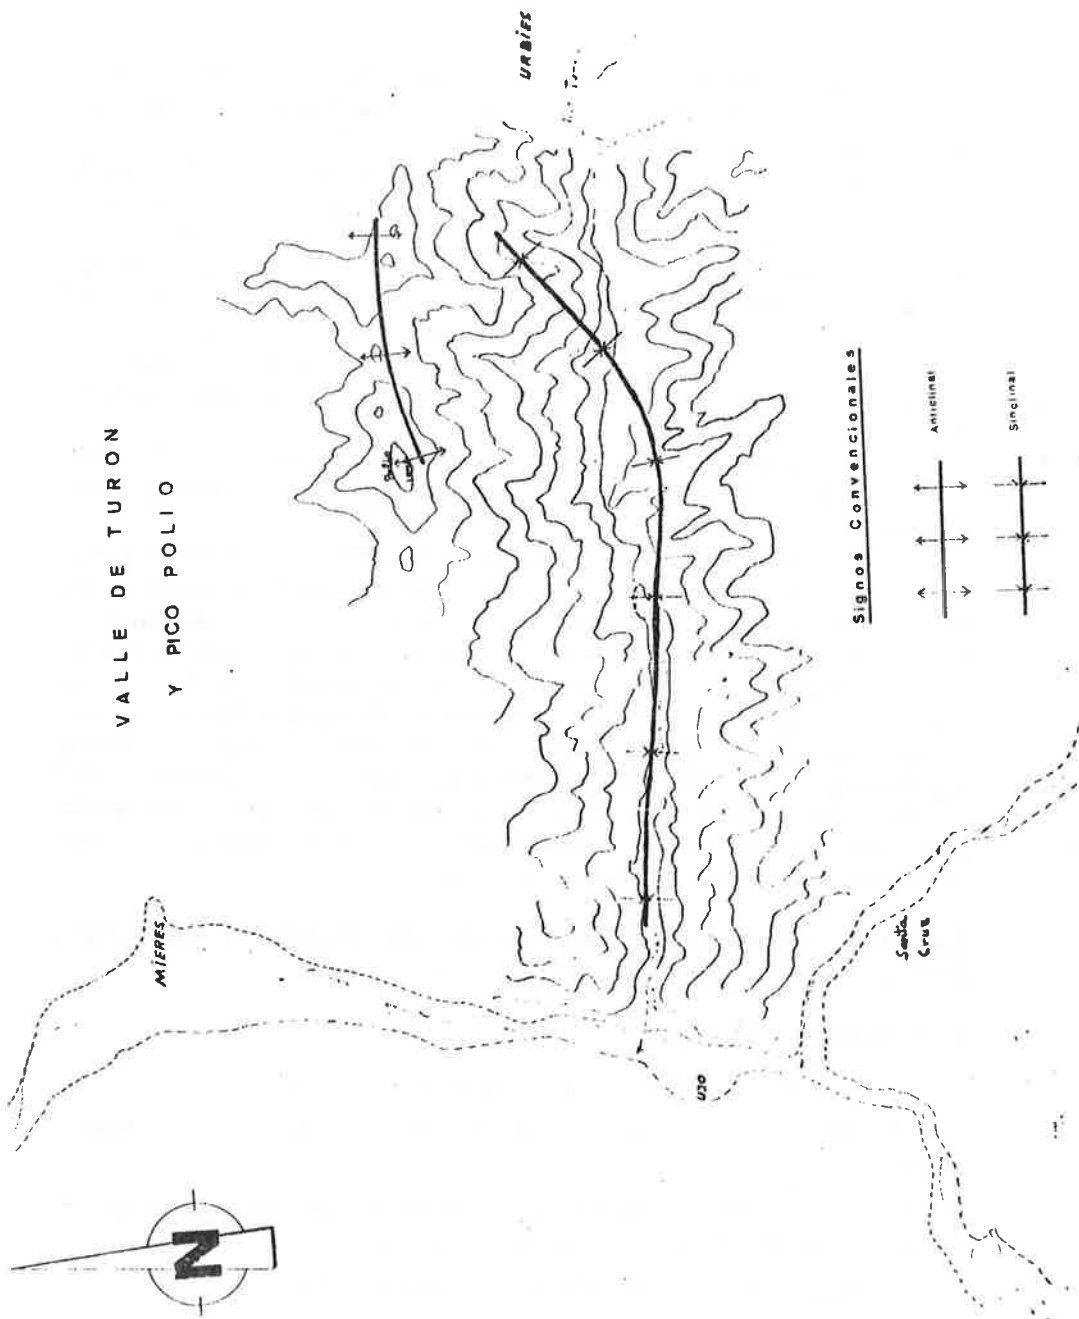 VALLE DE TURON
Y PICO POLIO
URBIES
MIERES
UJO
Santa
Cruz
Signos Convencionales
Anticlinal
Sinclinal
N